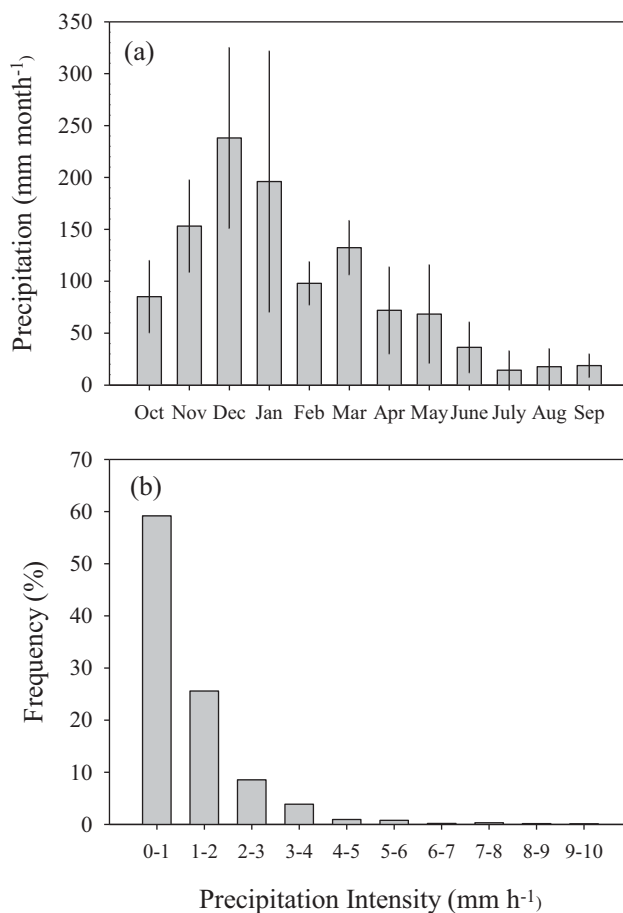 (a)
Precipitation (mm month-1)
350
300
250
200
150
100
50
0
Oct Nov Dec Jan Feb Mar Apr May June July Aug Sep
(b)
Frequency (%)
70
60
50
40
30
20
10
0
0-1 1-2 2-3 3-4 4-5 5-6 6-7 7-8 8-9 9-10
Precipitation Intensity (mm h-1)